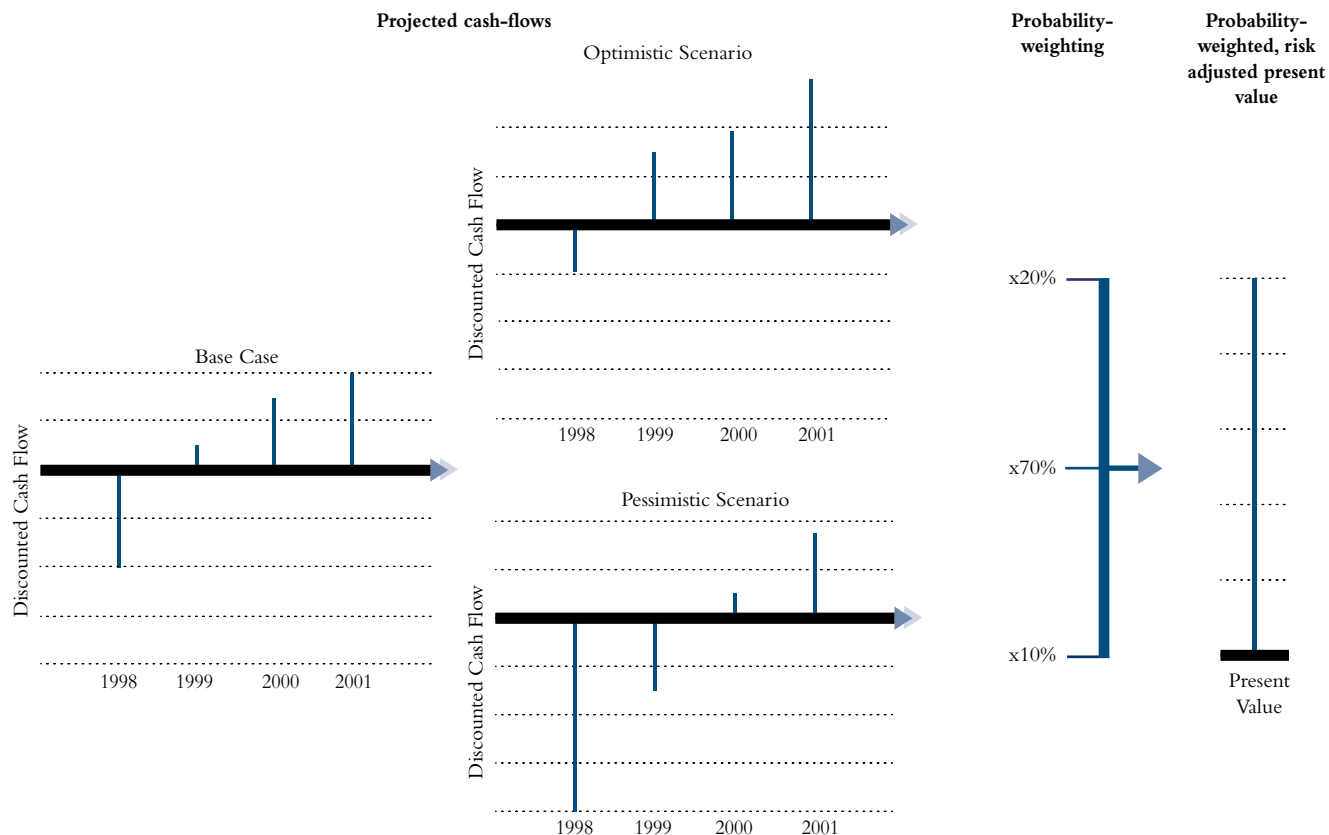 Projected cash-flows
Probability-
weighting
Probability-
weighted, risk
adjusted present
value
Optimistic Scenario
Discounted Cash Flow
1998 1999 2000 2001
Base Case
Discounted Cash Flow
1998 1999 2000 2001
Pessimistic Scenario
Discounted Cash Flow
1998 1999 2000 2001
x20%
x70%
x10%
Present
Value